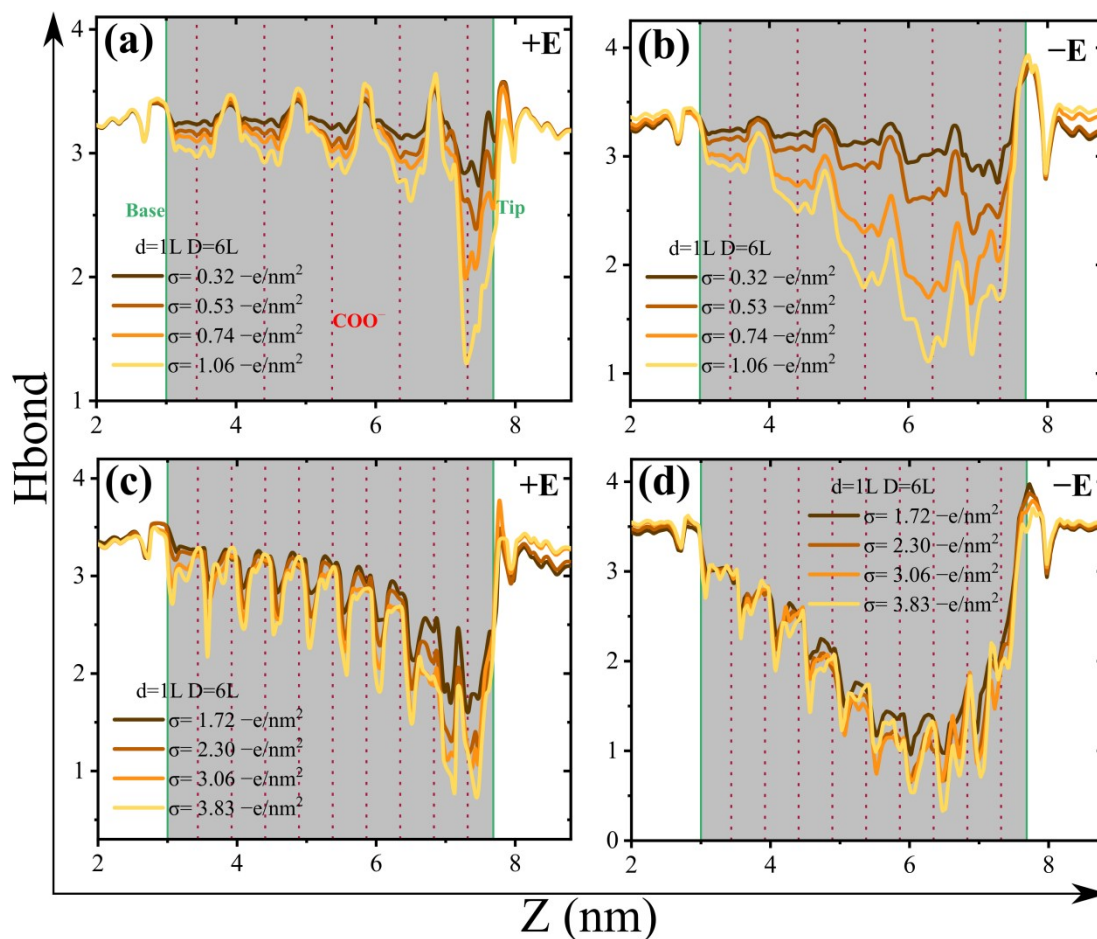 Hbond
(a)
+E
4
3
2
1
Base
Tip
d=1L D=6L
σ= 0.32 −e/nm²
σ= 0.53 −e/nm²
σ= 0.74 −e/nm²
σ= 1.06 −e/nm²
COO⁻
2 4 6 8
(b)
−E
4
3
2
1
d=1L D=6L
σ= 0.32 −e/nm²
σ= 0.53 −e/nm²
σ= 0.74 −e/nm²
σ= 1.06 −e/nm²
2 4 6 8
(c)
+E
4
3
2
1
d=1L D=6L
σ= 1.72 −e/nm²
σ= 2.30 −e/nm²
σ= 3.06 −e/nm²
σ= 3.83 −e/nm²
2 4 6 8
(d)
−E
4
3
2
1
0
d=1L D=6L
σ= 1.72 −e/nm²
σ= 2.30 −e/nm²
σ= 3.06 −e/nm²
σ= 3.83 −e/nm²
2 4 6 8
Z (nm)